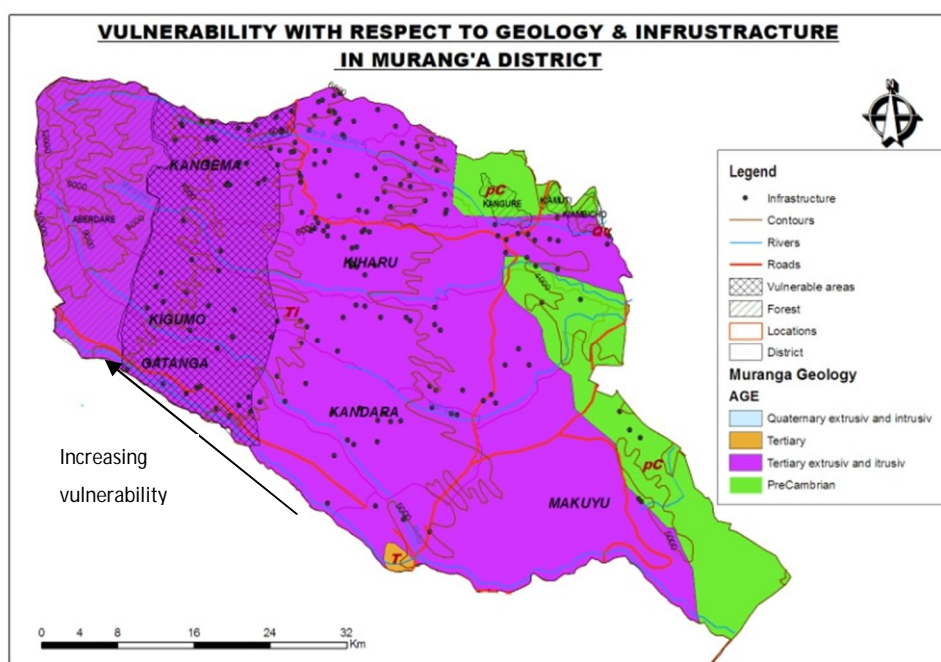 VULNERABILITY WITH RESPECT TO GEOLOGY & INFRUSTRACTURE
IN MURANG'A DISTRICT
KANGEMA
ABERDARE
pC
KANGURE
KIHARU
KIGUMO
TI
GATANGA
KANDARA
MAKUYU
pC
T
Increasing
vulnerability
Legend
Infrastructure
Contours
Rivers
Roads
Vulnerable areas
Forest
Locations
District
Muranga Geology
AGE
Quaternary extrusiv and intrusiv
Tertiary
Tertiary extrusiv and itrusiv
PreCambrian
0 4 8 16 24 32
Km